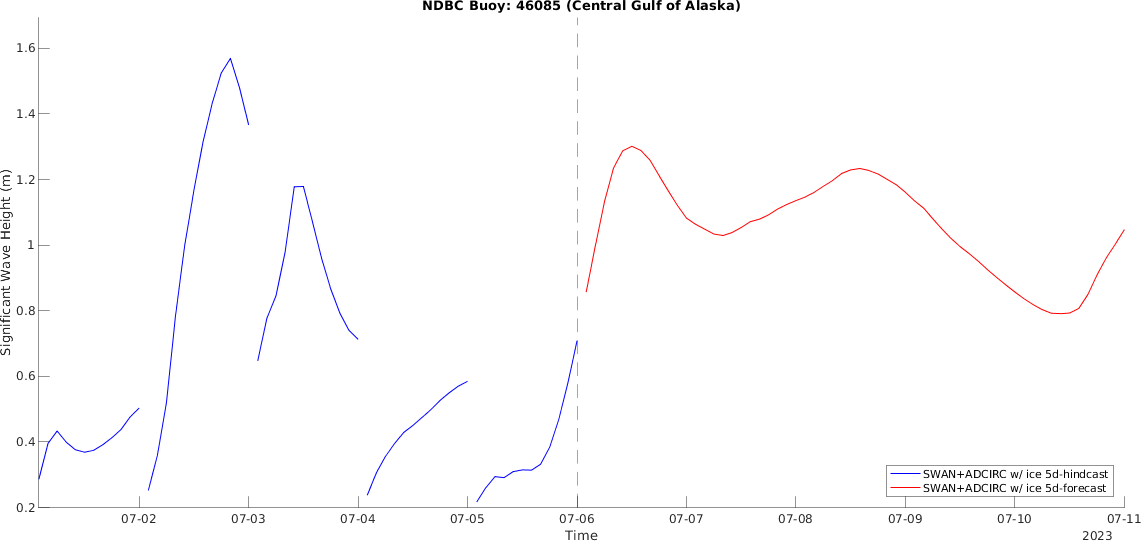 NDBC Buoy: 46085 (Central Gulf of Alaska)
Significant Wave Height (m)
1.6
1.4
1.2
1
0.8
0.6
0.4
0.2
SWAN+ADCIRC w/ ice 5d-hindcast
SWAN+ADCIRC w/ ice 5d-forecast
07-02 07-03 07-04 07-05 07-06 07-07 07-08 07-09 07-10 07-11
Time
2023